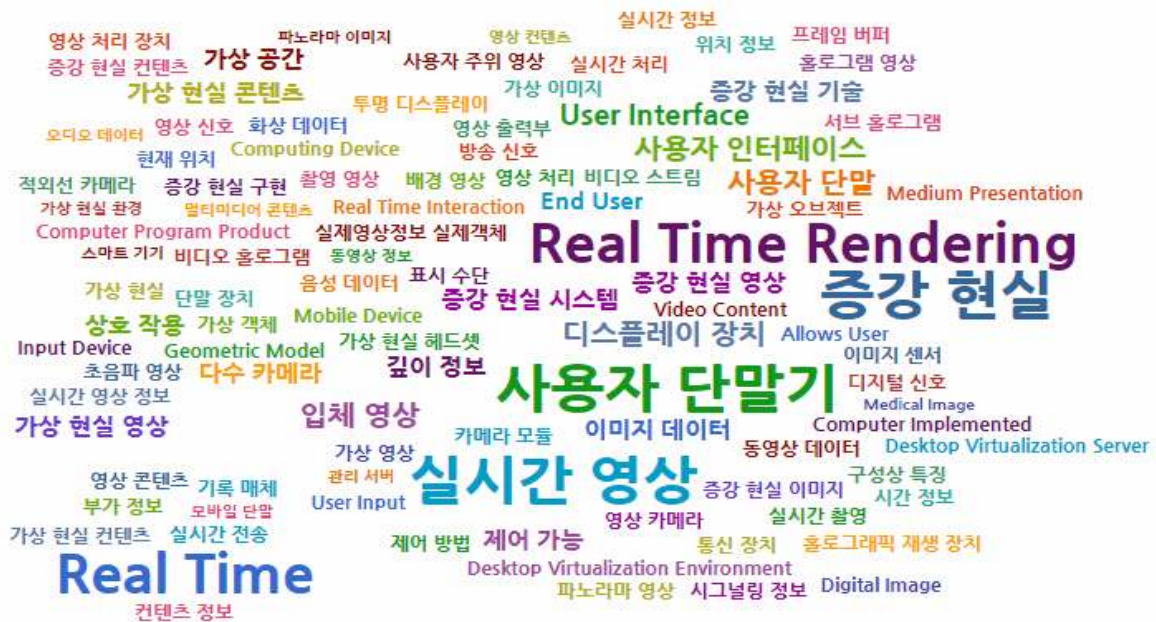 실시간 정보
영상 처리 장치 파노라마 이미지 영상 컨텐츠 위치 정보 프레임 버퍼
증강 현실 컨텐츠 가상 공간 사용자 주위 영상 실시간 처리 홀로그램 영상
가상 현실 콘텐츠 투명 디스플레이 가상 이미지 증강 현실 기술
오디오 데이터 영상 신호 화상 데이터 영상 출력부 User Interface 서브 홀로그램
현재 위치 Computing Device 방송 신호 사용자 인터페이스
적외선 카메라 증강 현실 구현 촬영 영상 배경 영상 영상 처리 비디오 스트림 사용자 단말 Medium Presentation
가상 현실 환경 멀티미디어 콘텐츠 Real Time Interaction End User 가상 오브젝트
Computer Program Product 실제영상정보 실제객체 Real Time Rendering
스마트 기기 비디오 홀로그램 동영상 정보
가상 현실 단말 장치 음성 데이터 표시 수단 증강 현실 시스템 증강 현실 영상 증강 현실
상호 작용 가상 객체 Mobile Device Video Content
Input Device Geometric Model 가상 현실 헤드셋 디스플레이 장치 Allows User
초음파 영상 다수 카메라 깊이 정보 이미지 센서
실시간 영상 정보 사용자 단말기 디지털 신호
Medical Image
가상 현실 영상 입체 영상 카메라 모듈 이미지 데이터 Computer Implemented
가상 영상 동영상 데이터 Desktop Virtualization Server
영상 콘텐츠 기록 매체 관리 서버 실시간 영상 증강 현실 이미지 구성상 특징
부가 정보 모바일 단말 User Input 시간 정보
가상 현실 컨텐츠 실시간 전송 영상 카메라 실시간 촬영
제어 방법 제어 가능 통신 장치 홀로그래픽 재생 장치
Real Time Desktop Virtualization Environment
파노라마 영상 시그널링 정보 Digital Image
컨텐츠 정보